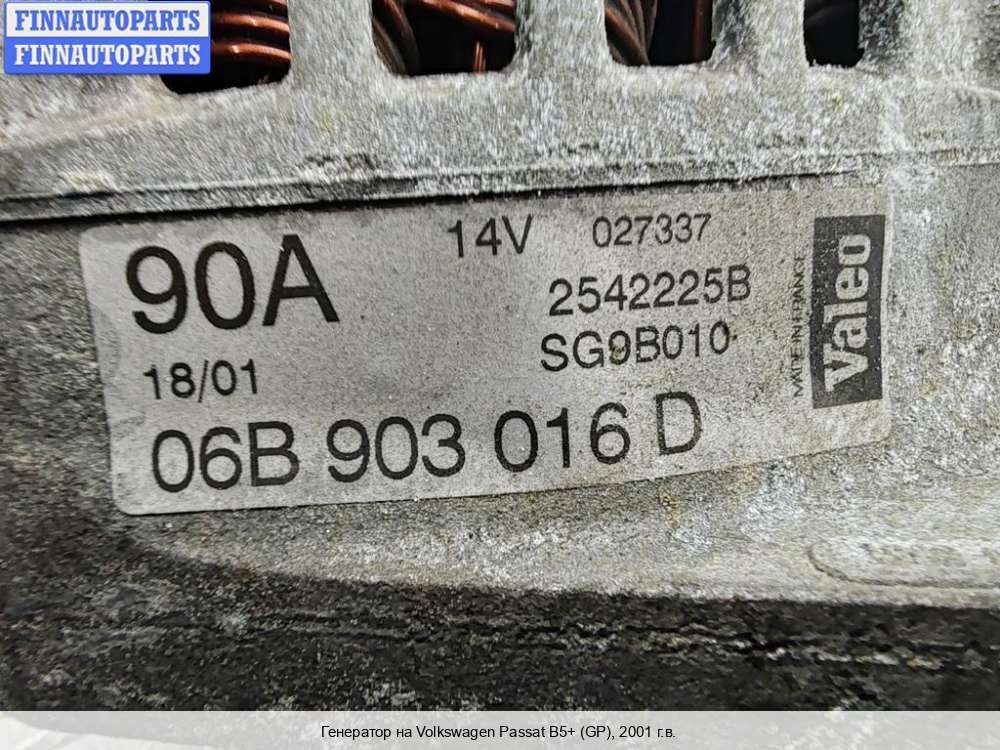 FINNAUTOPARTS
FINNAUTOPARTS
90A
14V
027337
2542225B
SG9B010
18/01
06B 903 016 D
MADE IN FRANCE
Valeo
Генератор на Volkswagen Passat B5+ (GP), 2001 г.в.